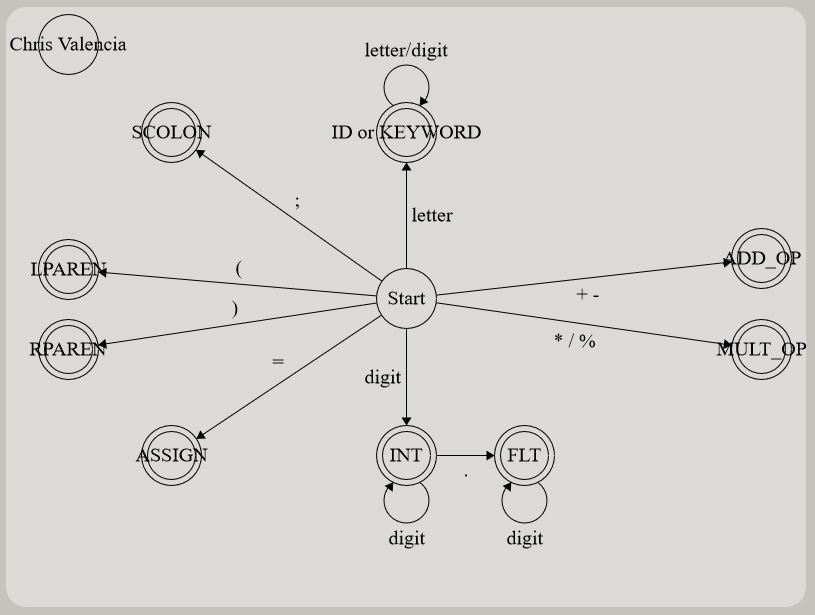 Chris Valencia
letter/digit
SCOLON
ID or KEYWORD
;
letter
LPAREN
(
ADD_OP
Start
+ -
)
RPAREN
* / %
MULT_OP
=
digit
ASSIGN
INT
.
FLT
digit
digit